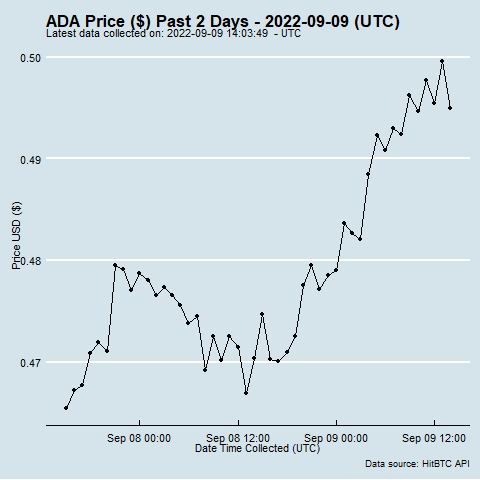 ADA Price ($) Past 2 Days - 2022-09-09 (UTC)
Latest data collected on: 2022-09-09 14:03:49 - UTC
0.50
0.49
0.48
0.47
Price USD ($)
Sep 08 00:00 Sep 08 12:00 Sep 09 00:00 Sep 09 12:00
Date Time Collected (UTC)
Data source: HitBTC API